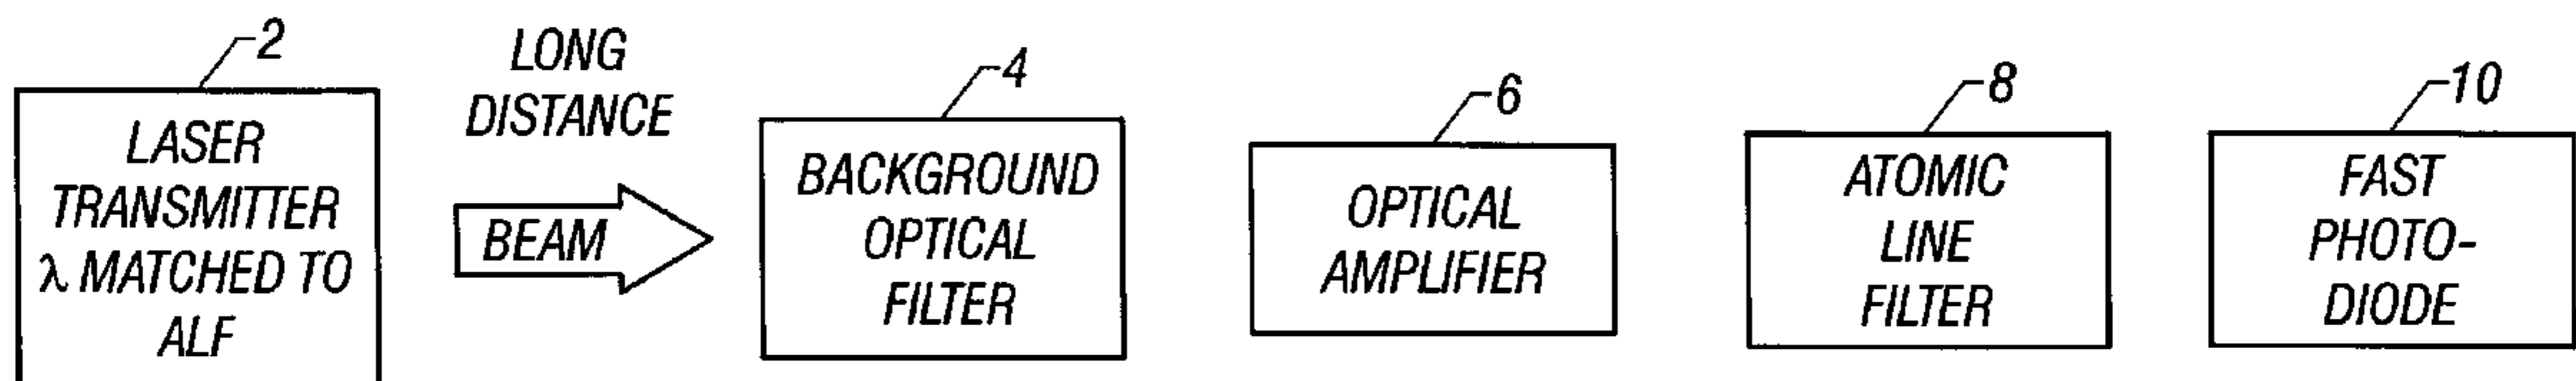 2
LASER
TRANSMITTER
λ MATCHED TO
ALF
LONG
DISTANCE
BEAM
4
BACKGROUND
OPTICAL
FILTER
6
OPTICAL
AMPLIFIER
8
ATOMIC
LINE
FILTER
10
FAST
PHOTO-
DIODE